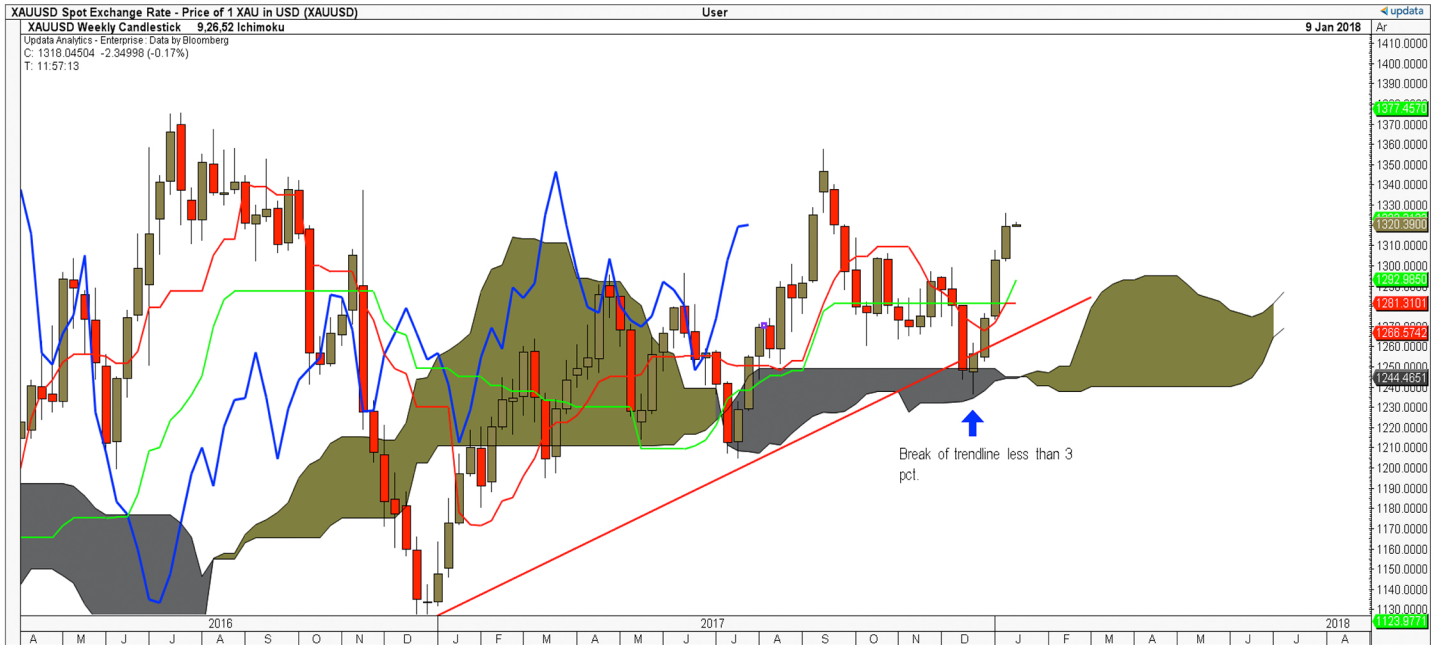 XAUUSD Spot Exchange Rate - Price of 1 XAU in USD (XAUUSD)
User
updata
XAUUSD Weekly Candlestick 9,26,52 Ichimoku
9 Jan 2018
Ar
Updata Analytics - Enterprise: Data by Bloomberg
C: 1318.04504 -2.34998 (-0.17%)
T: 11:57:13
1410.0000
1400.0000
1390.0000
1377.4570
1370.0000
1360.0000
1350.0000
1340.0000
1330.0000
1320.3900
1310.0000
1300.0000
1292.9850
1281.3101
1268.5742
1260.0000
1250.0000
1244.4651
1230.0000
1220.0000
1210.0000
1200.0000
1190.0000
1180.0000
1170.0000
1160.0000
1150.0000
1140.0000
1130.0000
1123.9771
Break of trendline less than 3
pct.
2016
2017
2018
A M J J A S O N D J F M A M J J A S O N D J F M A M J J A